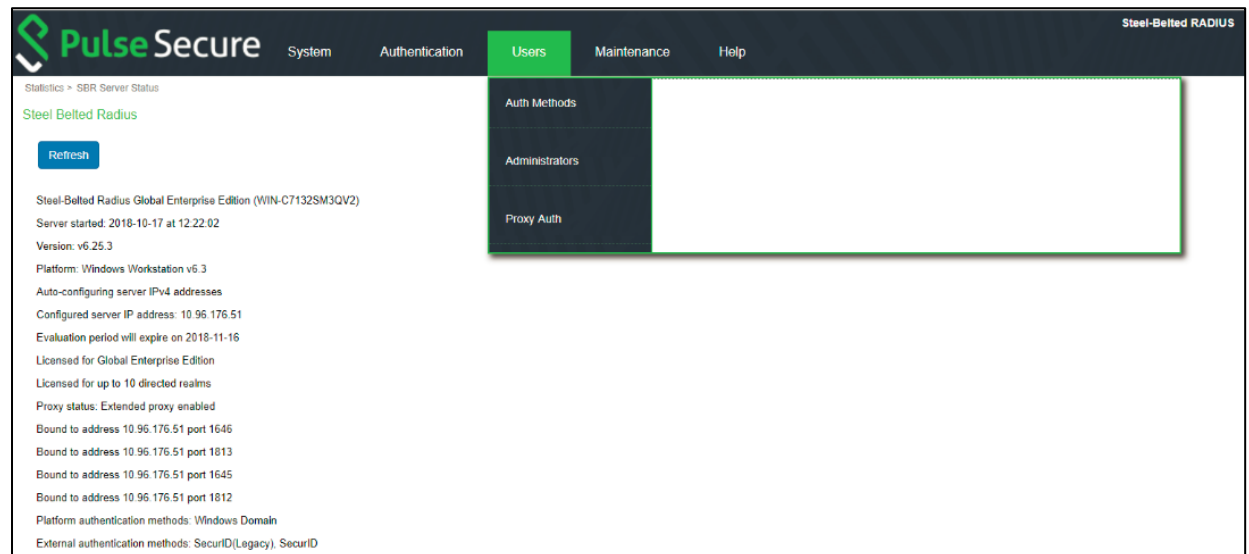 Steel-Belted RADIUS
Pulse Secure
System Authentication Users Maintenance Help
Statistics > SBR Server Status
Steel Belted Radius
Refresh
Auth Methods
Administrators
Proxy Auth
Steel-Belted Radius Global Enterprise Edition (WIN-C7132SM3QV2)
Server started: 2018-10-17 at 12:22:02
Version: v6.25.3
Platform: Windows Workstation v6.3
Auto-configuring server IPv4 addresses
Configured server IP address: 10.96.176.51
Evaluation period will expire on 2018-11-16
Licensed for Global Enterprise Edition
Licensed for up to 10 directed realms
Proxy status: Extended proxy enabled
Bound to address 10.96.176.51 port 1646
Bound to address 10.96.176.51 port 1813
Bound to address 10.96.176.51 port 1645
Bound to address 10.96.176.51 port 1812
Platform authentication methods: Windows Domain
External authentication methods: SecurID(Legacy), SecurID